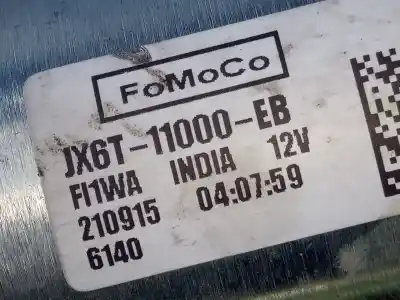 FoMoCo
JX6T-11000-EB
FI1WA INDIA 12V
210915 04:07:59
6140